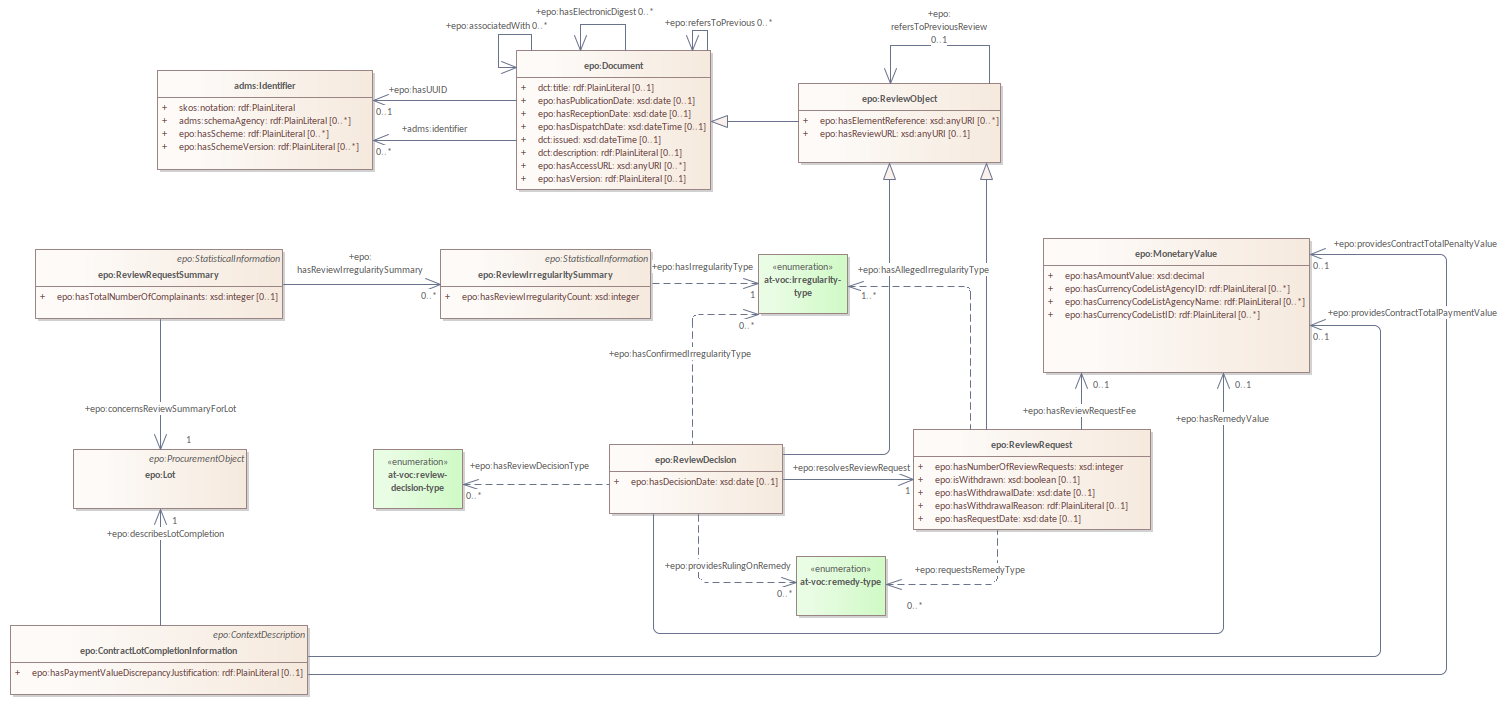 +epo:hasElectronicDigest 0..*
+epo:associatedWith 0..*
+epo:refersToPrevious 0..*
+epo:
refersToPreviousReview
0..1
epo:Document
+ dct:title: rdf:PlainLiteral [0..1]
+ epo:hasPublicationDate: xsd:date [0..1]
+ epo:hasReceptionDate: xsd:date [0..1]
+ epo:hasDispatchDate: xsd:dateTime [0..1]
+ dct:issued: xsd:dateTime [0..1]
+ dct:description: rdf:PlainLiteral [0..1]
+ epo:hasAccessURL: xsd:anyURI [0..*]
+ epo:hasVersion: rdf:PlainLiteral [0..1]
adms:Identifier
+ skos:notation: rdf:PlainLiteral
+ adms:schemaAgency: rdf:PlainLiteral [0..*]
+ epo:hasScheme: rdf:PlainLiteral [0..*]
+ epo:hasSchemeVersion: rdf:PlainLiteral [0..*]
+epo:hasUUID
0..1
+adms:identifier
0..*
epo:ReviewObject
+ epo:hasElementReference: xsd:anyURI [0..*]
+ epo:hasReviewURL: xsd:anyURI [0..1]
epo:StatisticalInformation
epo:ReviewRequestSummary
+ epo:hasTotalNumberOfComplainants: xsd:integer [0..1]
+epo:
hasReviewIrregularitySummary
0..*
epo:StatisticalInformation
epo:ReviewIrregularitySummary
+ epo:hasReviewIrregularityCount: xsd:integer
+epo:hasIrregularityType
1
«enumeration»
at-voc:irregularity-
type
+epo:hasAllegedIrregularityType
1..*
0..*
+epo:hasConfirmedIrregularityType
epo:MonetaryValue
+ epo:hasAmountValue: xsd:decimal
+ epo:hasCurrencyCodeListAgencyID: rdf:PlainLiteral [0..*]
+ epo:hasCurrencyCodeListAgencyName: rdf:PlainLiteral [0..*]
+ epo:hasCurrencyCodeListID: rdf:PlainLiteral [0..*]
+epo:providesContractTotalPenaltyValue
0..1
+epo:providesContractTotalPaymentValue
0..1
0..1
+epo:hasReviewRequestFee
0..1
+epo:hasRemedyValue
+epo:concernsReviewSummaryForLot
1
epo:ProcurementObject
epo:Lot
1
+epo:describesLotCompletion
«enumeration»
at-voc:review-
decision-type
+epo:hasReviewDecisionType
0..*
epo:ReviewDecision
+ epo:hasDecisionDate: xsd:date [0..1]
+epo:resolvesReviewRequest
1
epo:ReviewRequest
+ epo:hasNumberOfReviewRequests: xsd:integer
+ epo:isWithdrawn: xsd:boolean [0..1]
+ epo:hasWithdrawalDate: xsd:date [0..1]
+ epo:hasWithdrawalReason: rdf:PlainLiteral [0..1]
+ epo:hasRequestDate: xsd:date [0..1]
+epo:providesRulingOnRemedy
0..*
«enumeration»
at-voc:remedy-type
+epo:requestsRemedyType
0..*
epo:ContextDescription
epo:ContractLotCompletionInformation
+ epo:hasPaymentValueDiscrepancyJustification: rdf:PlainLiteral [0..1]